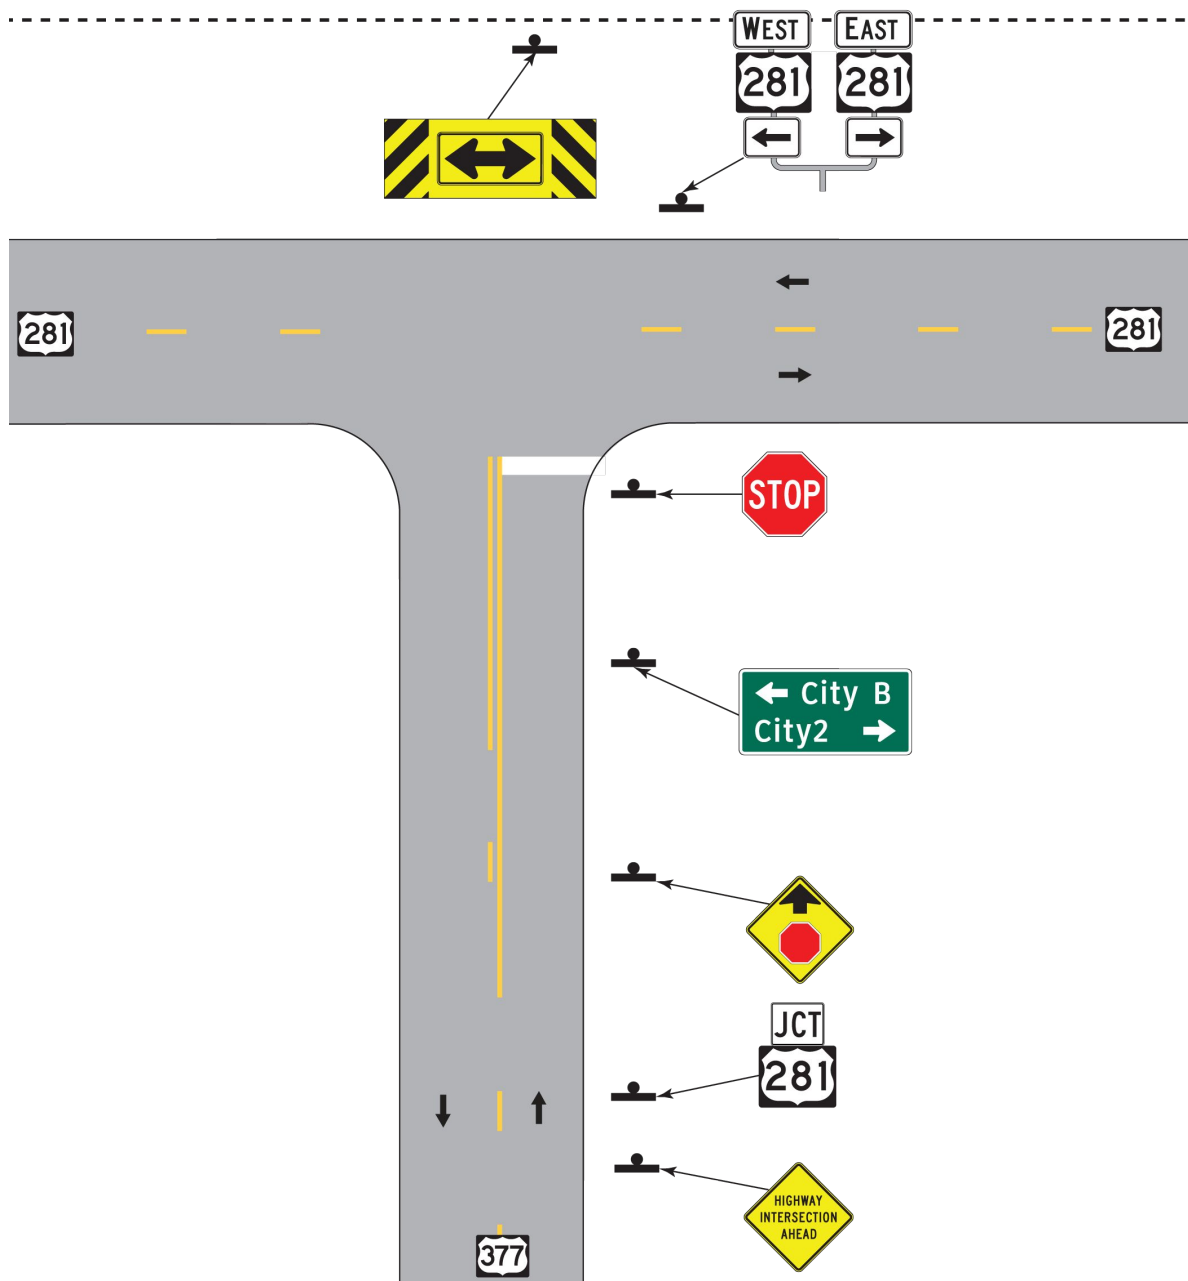 WEST EAST
281 281
281 281
STOP
City B
City2
JCT
281
HIGHWAY
INTERSECTION
AHEAD
377